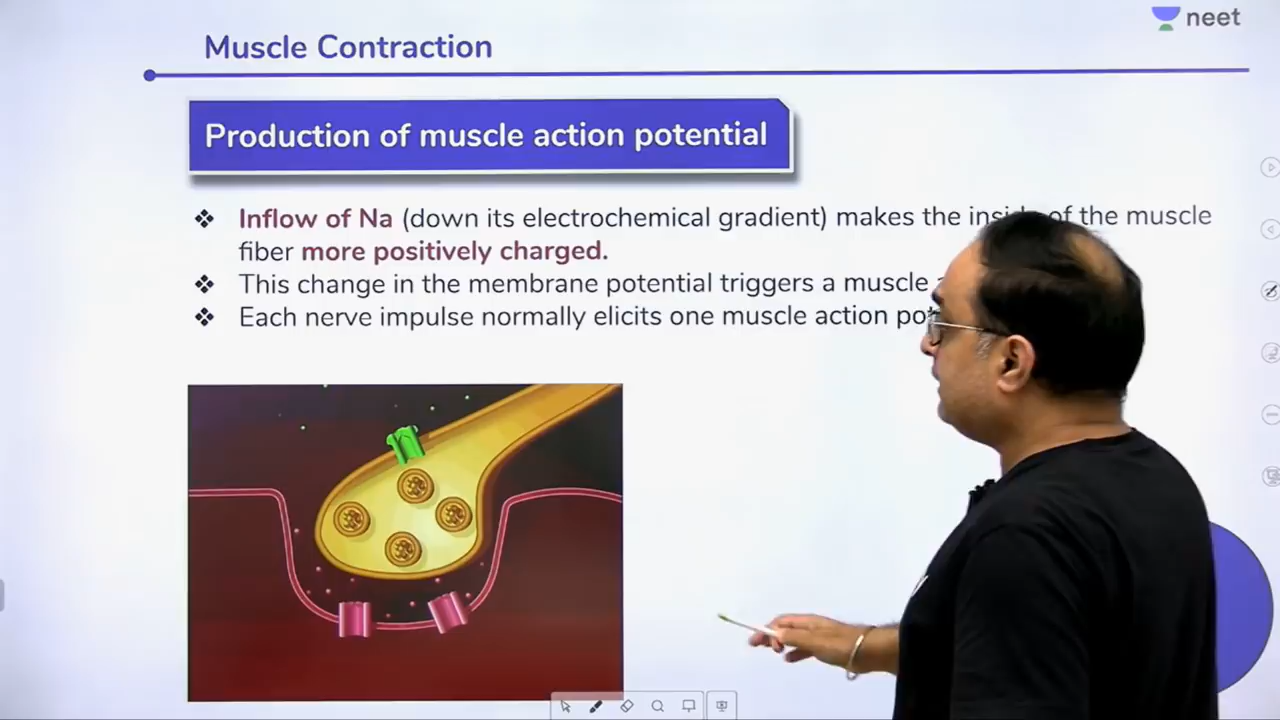 neet
Muscle Contraction
Production of muscle action potential
❖ Inflow of Na (down its electrochemical gradient) makes the of the muscle
fiber more positively charged.
❖ This change in the membrane potential triggers a muscle
❖ Each nerve impulse normally elicits one muscle action